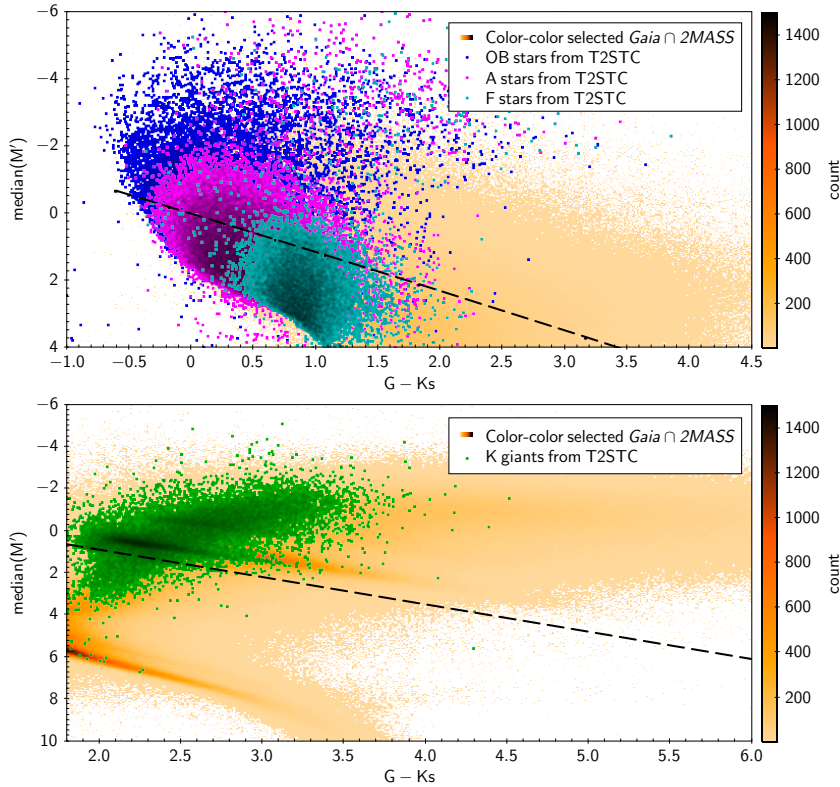 Color-color selected Gaia ∩ 2MASS
OB stars from T2STC
A stars from T2STC
F stars from T2STC
−6
−4
−2
0
2
4
median(M′)
−1.0 −0.5 0 0.5 1.0 1.5 2.0 2.5 3.0 3.5 4.0 4.5
G − Ks
1400
1200
1000
800
600
400
200
count
Color-color selected Gaia ∩ 2MASS
K giants from T2STC
−6
−4
−2
0
2
4
6
8
10
median(M′)
2.0 2.5 3.0 3.5 4.0 4.5 5.0 5.5 6.0
G − Ks
1400
1200
1000
800
600
400
200
count